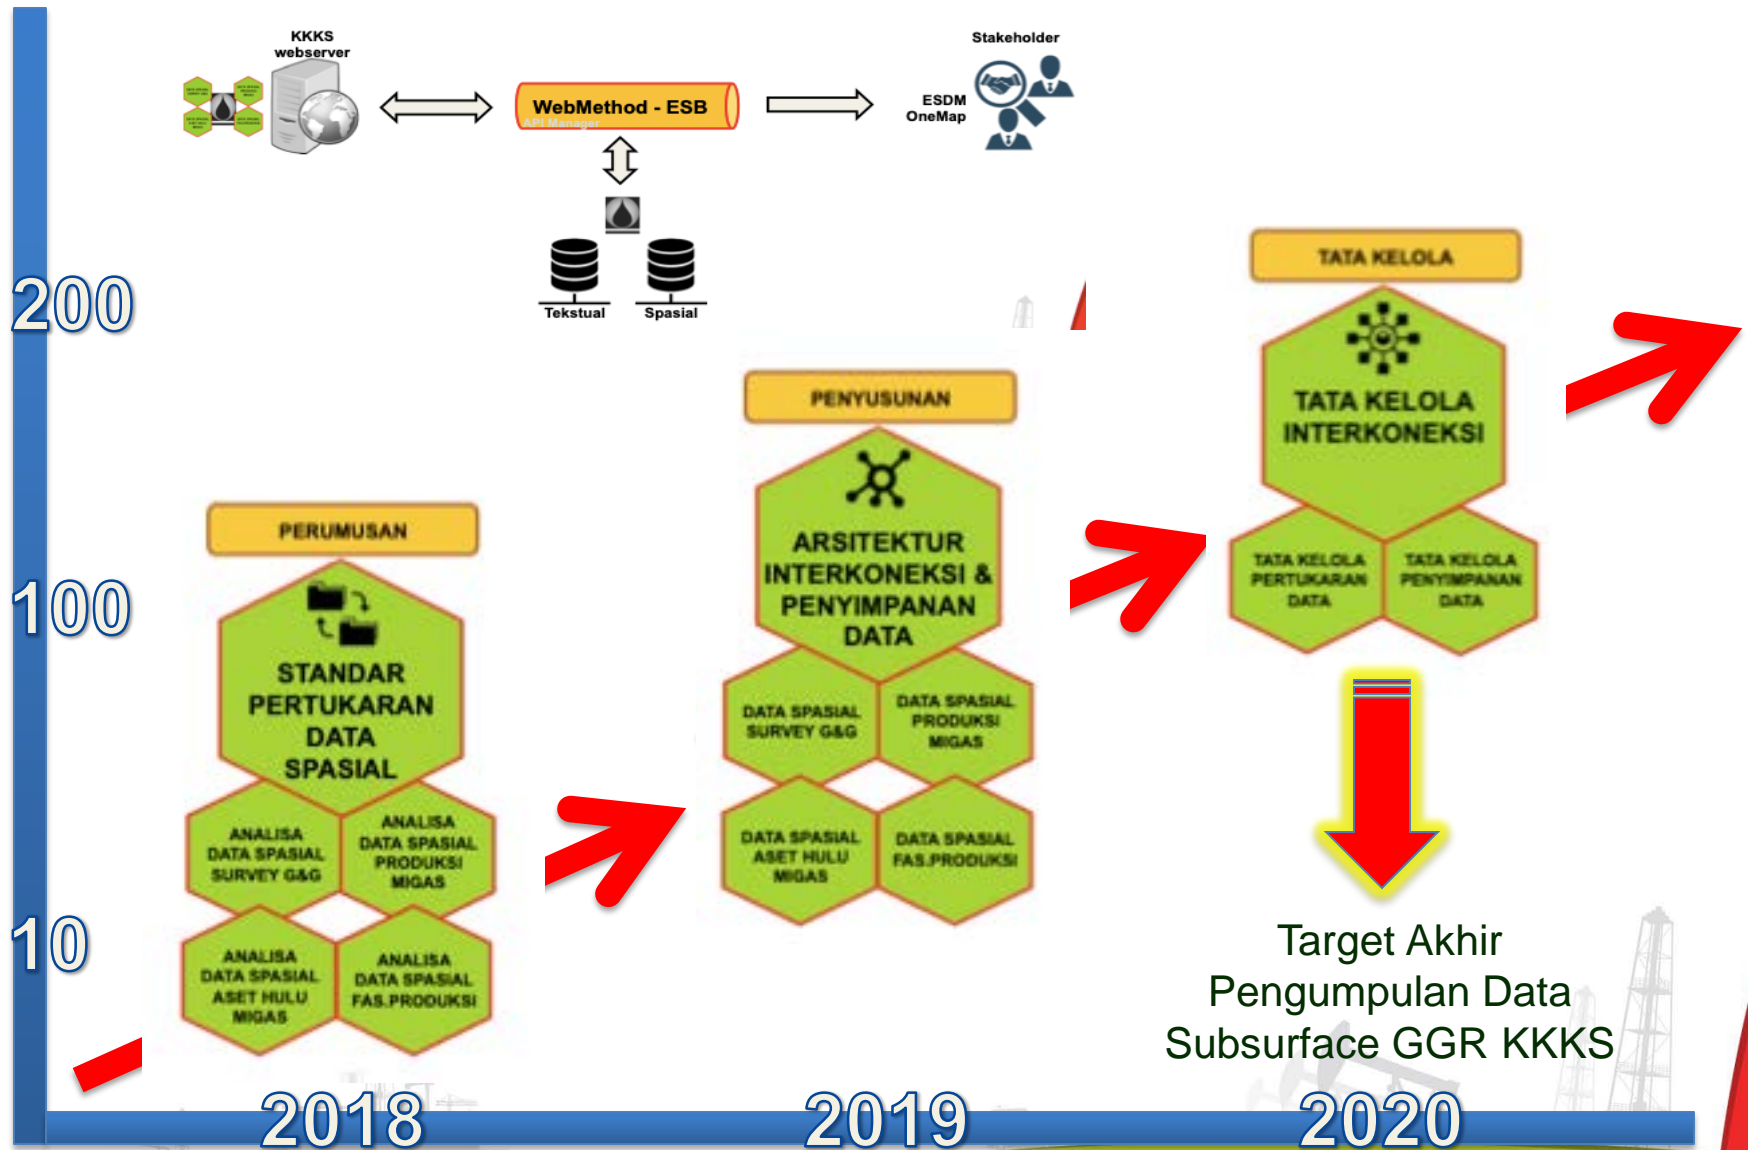 KKKS
webserver
WebMethod - ESB
API Manager
Stakeholder
ESDM
OneMap
Tekstual
Spasial
200
100
10
PERUMUSAN
STANDAR
PERTUKARAN
DATA
SPASIAL
ANALISA
DATA SPASIAL
SURVEY G&G
ANALISA
DATA SPASIAL
PRODUKSI
MIGAS
ANALISA
DATA SPASIAL
ASET HULU
MIGAS
ANALISA
DATA SPASIAL
FAS.PRODUKSI
PENYUSUNAN
ARSITEKTUR
INTERKONEKSI &
PENYIMPANAN
DATA
DATA SPASIAL
SURVEY G&G
DATA SPASIAL
PRODUKSI
MIGAS
DATA SPASIAL
ASET HULU
MIGAS
DATA SPASIAL
FAS.PRODUKSI
TATA KELOLA
TATA KELOLA
INTERKONEKSI
TATA KELOLA
PERTUKARAN
DATA
TATA KELOLA
PENYIMPANAN
DATA
Target Akhir
Pengumpulan Data
Subsurface GGR KKKS
2018
2019
2020